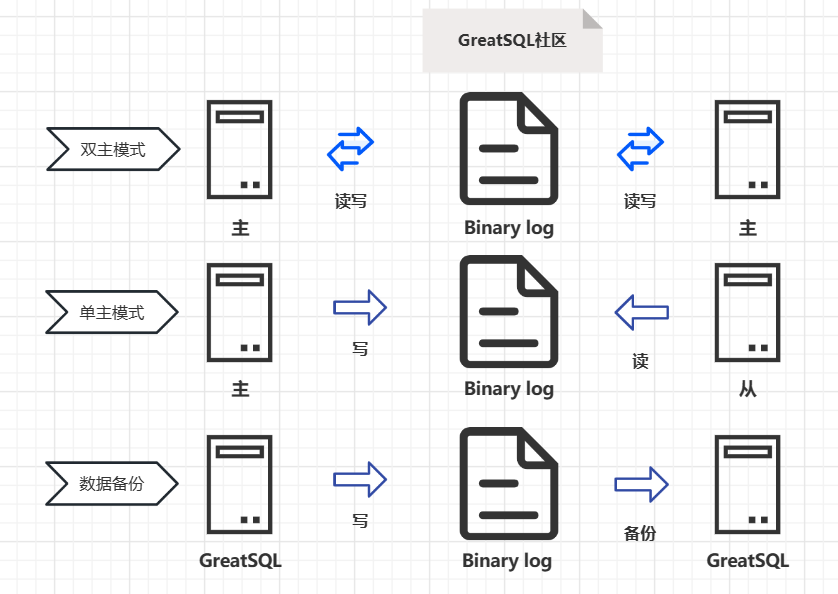 GreatSQL社区
双主模式
读写
读写
主
Binary log
主
单主模式
写
读
主
Binary log
从
数据备份
写
备份
GreatSQL
Binary log
GreatSQL